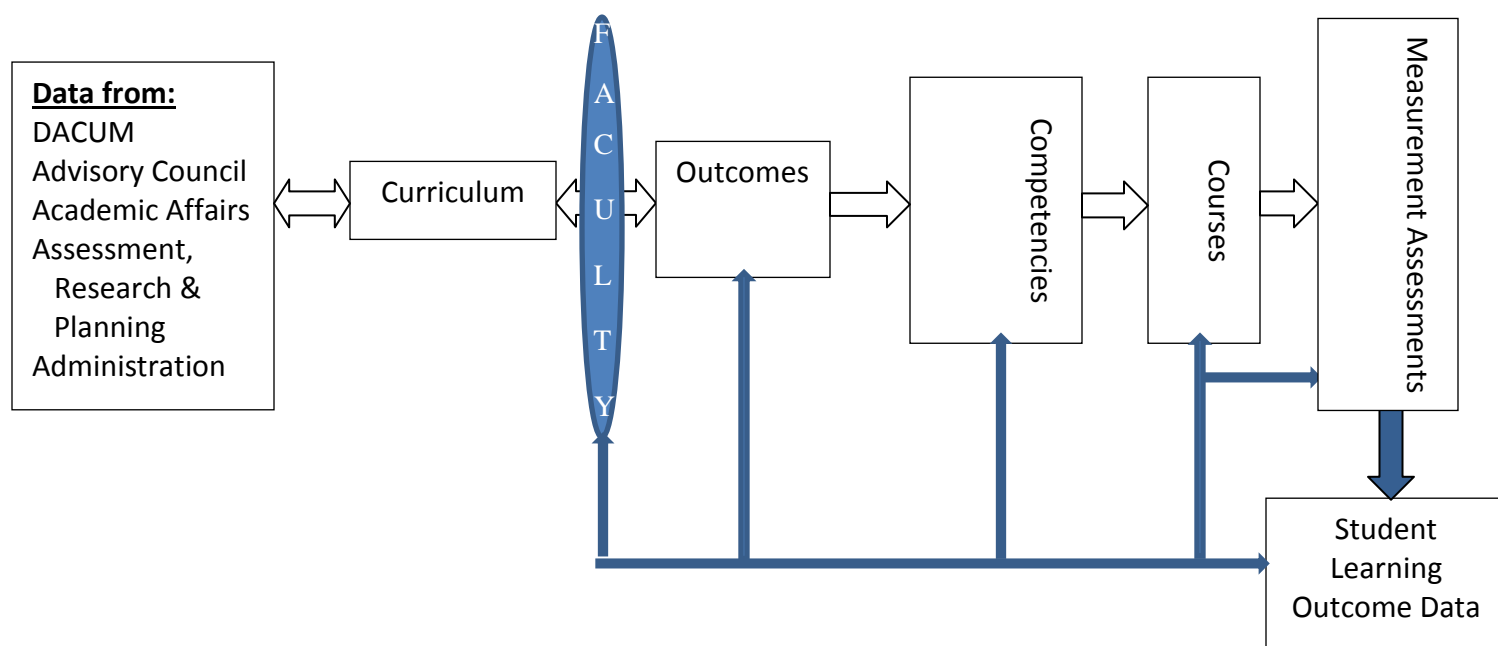 Data from:
DACUM
Advisory Council
Academic Affairs
Assessment,
Research &
Planning
Administration
Curriculum
F
A
C
U
L
T
Y
Outcomes
Competencies
Courses
Measurement Assessments
Student
Learning
Outcome Data